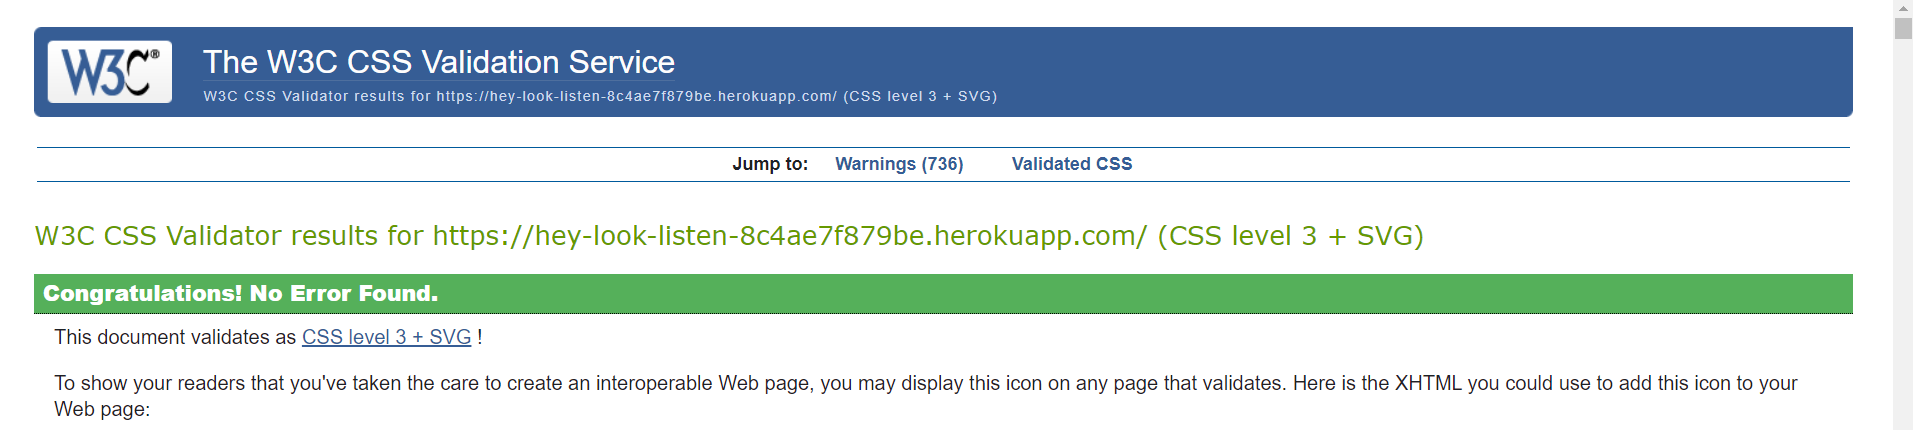 W3C®
The W3C CSS Validation Service
W3C CSS Validator results for https://hey-look-listen-8c4ae7f879be.herokuapp.com/ (CSS level 3 + SVG)
Jump to: Warnings (736) Validated CSS
W3C CSS Validator results for https://hey-look-listen-8c4ae7f879be.herokuapp.com/ (CSS level 3 + SVG)
Congratulations! No Error Found.
This document validates as CSS level 3 + SVG !
To show your readers that you've taken the care to create an interoperable Web page, you may display this icon on any page that validates. Here is the XHTML you could use to add this icon to your
Web page: